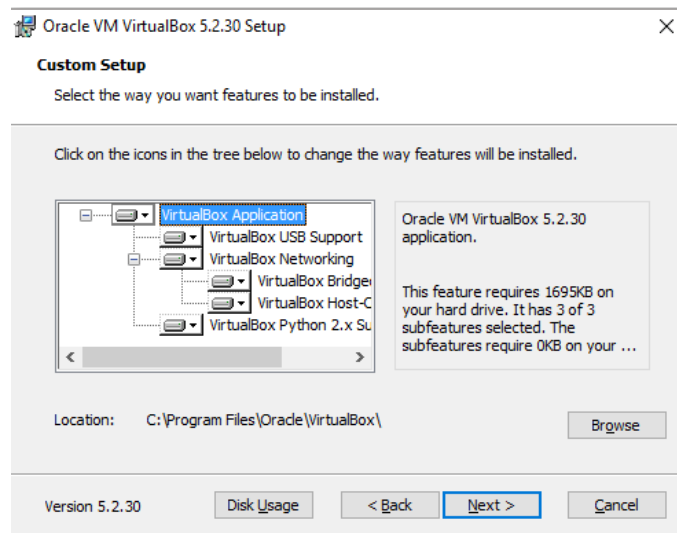 Oracle VM VirtualBox 5.2.30 Setup
Custom Setup
Select the way you want features to be installed.
Click on the icons in the tree below to change the way features will be installed.
VirtualBox Application
VirtualBox USB Support
VirtualBox Networking
VirtualBox Bridge
VirtualBox Host-C
VirtualBox Python 2.x Su
Oracle VM VirtualBox 5.2.30
application.
This feature requires 1695KB on
your hard drive. It has 3 of 3
subfeatures selected. The
subfeatures require 0KB on your ...
Location: C:\Program Files\Oracle\VirtualBox\
Browse
Version 5.2.30 Disk Usage < Back Next > Cancel